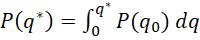 P(q*) = ∫₀^{q*} P(q₀) dq